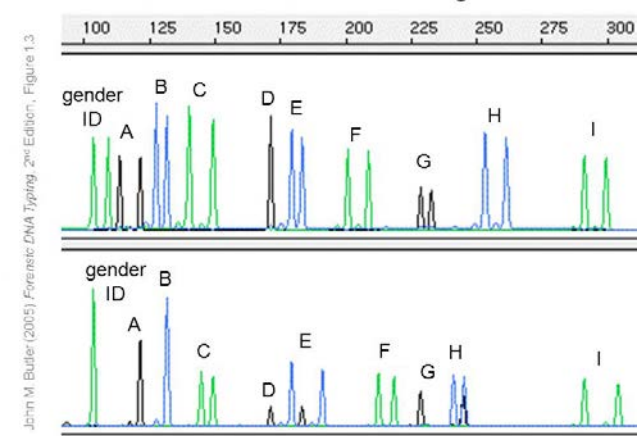 100 125 150 175 200 225 250 275 300
gender
ID
A
B
C
D
E
F
G
H
I
gender
ID
A
B
C
D
E
F
G
H
I
John M. Butler (2005) Forensic DNA Typing, 2nd Edition, Figure 1.3